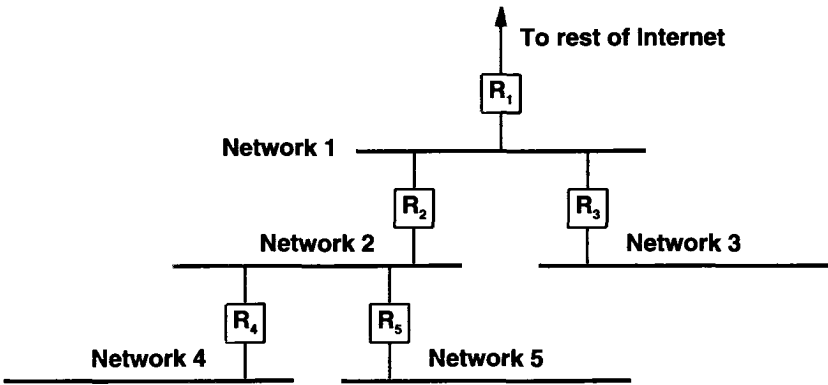 To rest of Internet
R₁
Network 1
R₂
R₃
Network 2
Network 3
R₄
R₅
Network 4
Network 5